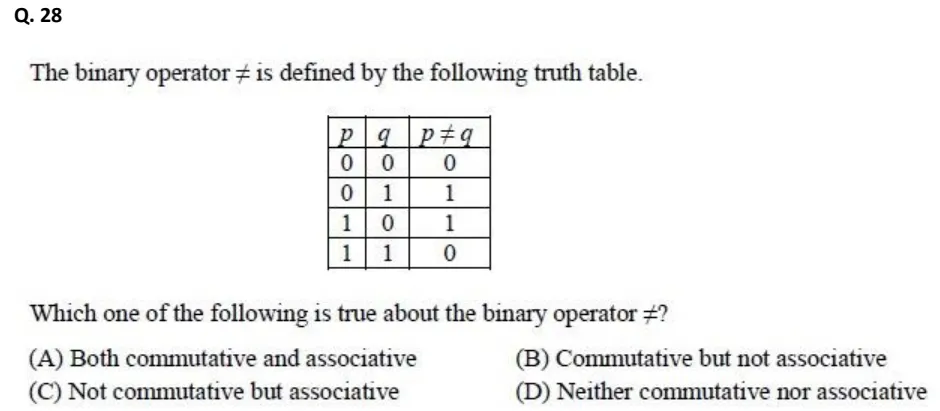 Q. 28
The binary operator ≠ is defined by the following truth table.
p q p ≠ q
0 0 0
0 1 1
1 0 1
1 1 0
Which one of the following is true about the binary operator ≠?
(A) Both commutative and associative (B) Commutative but not associative
(C) Not commutative but associative (D) Neither commutative nor associative